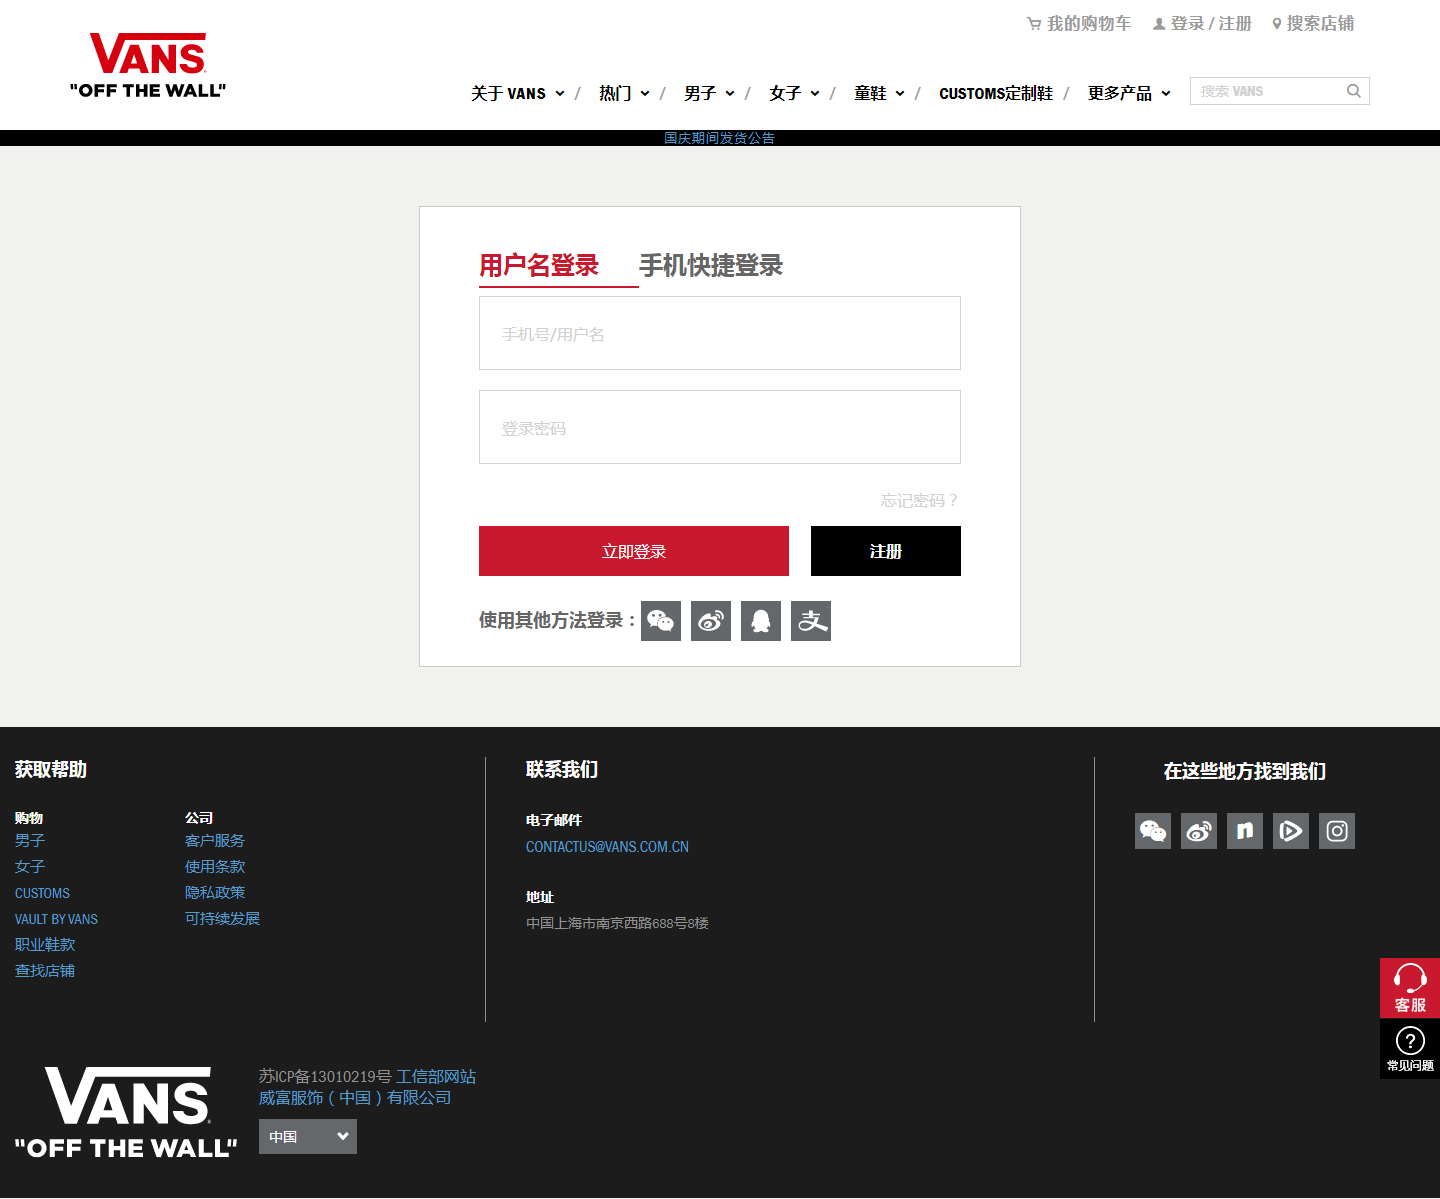 我的购物车 登录 / 注册 搜索店铺
VANS
"OFF THE WALL"
关于 VANS / 热门 / 男子 / 女子 / 童鞋 / CUSTOMS定制鞋 / 更多产品 搜索 VANS
国庆期间发货公告
用户名登录 手机快捷登录
手机号/用户名
登录密码
忘记密码？
立即登录 注册
使用其他方法登录：
获取帮助
购物
男子
女子
CUSTOMS
VAULT BY VANS
职业鞋款
查找店铺
公司
客户服务
使用条款
隐私政策
可持续发展
联系我们
电子邮件
CONTACTUS@VANS.COM.CN
地址
中国上海市南京西路688号8楼
在这些地方找到我们
客服
常见问题
VANS
"OFF THE WALL"
苏ICP备13010219号 工信部网站
威富服饰（中国）有限公司
中国